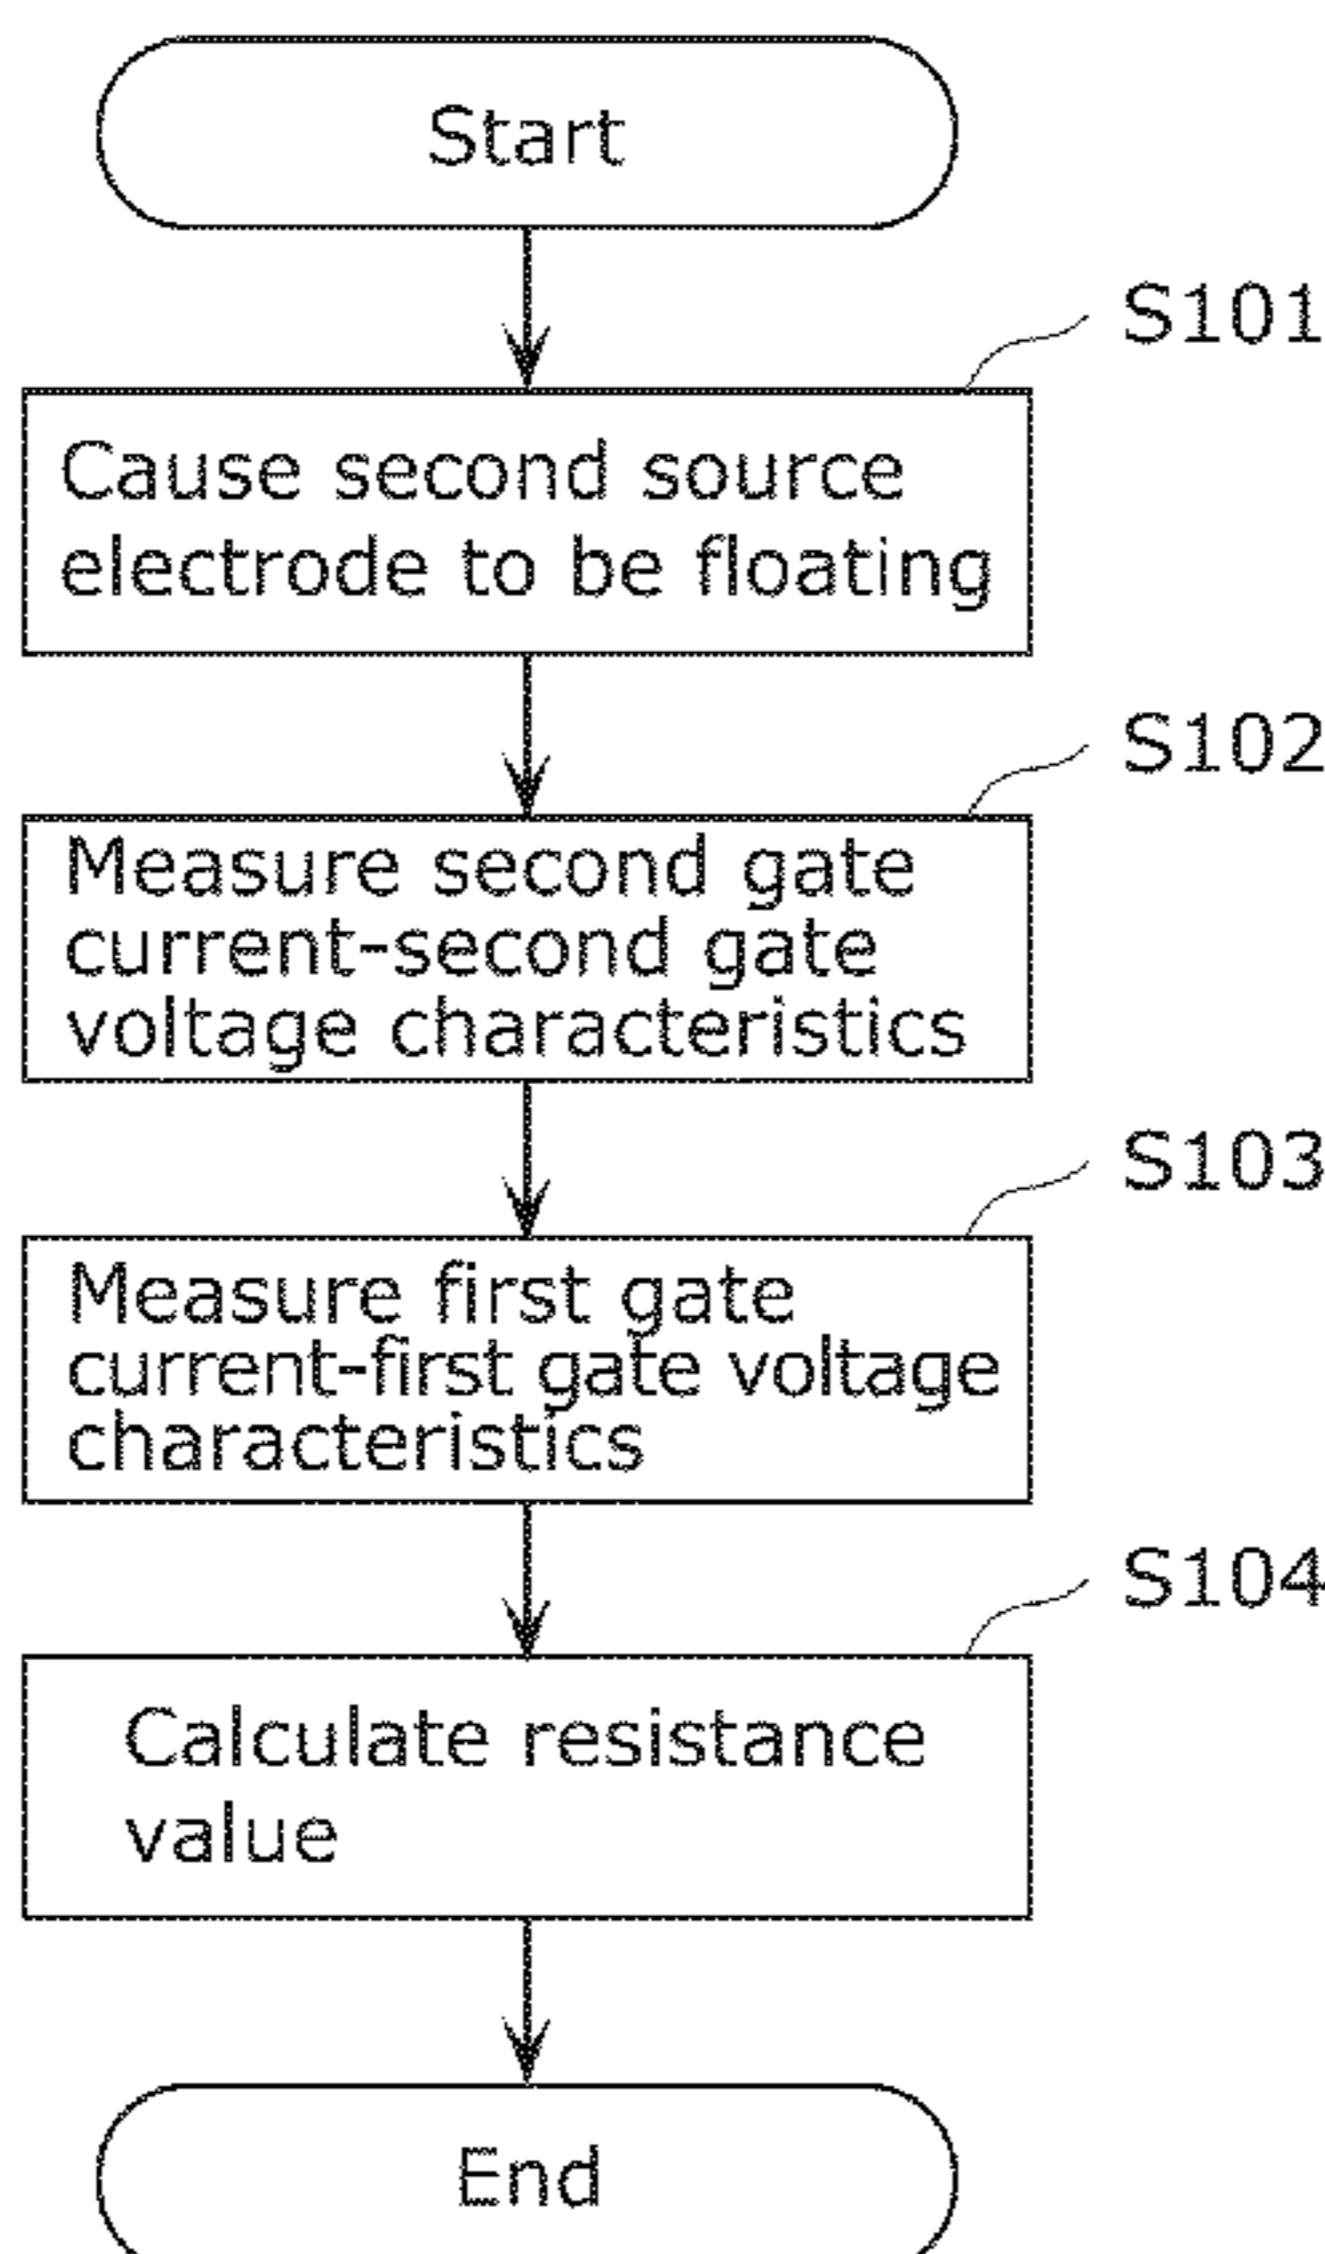 Start
S101
Cause second source
electrode to be floating
S102
Measure second gate
current-second gate
voltage characteristics
S103
Measure first gate
current-first gate voltage
characteristics
S104
Calculate resistance
value
End